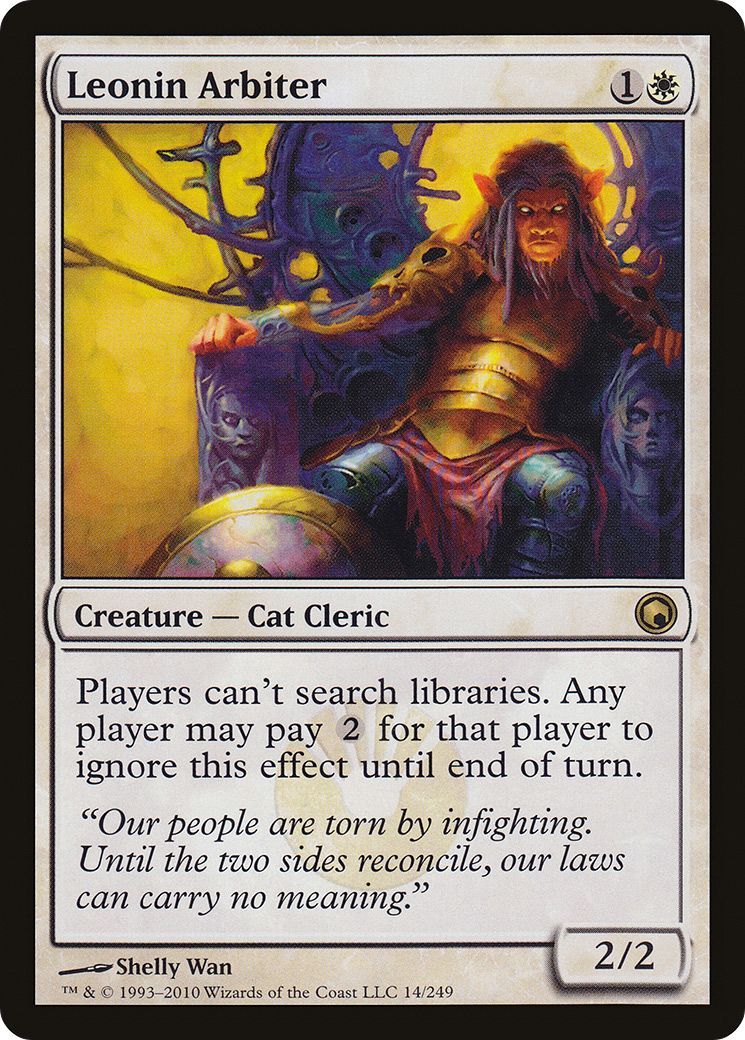 Leonin Arbiter
1
Creature — Cat Cleric
Players can't search libraries. Any
player may pay 2 for that player to
ignore this effect until end of turn.
“Our people are torn by infighting.
Until the two sides reconcile, our laws
can carry no meaning.”
2/2
Shelly Wan
™ & © 1993–2010 Wizards of the Coast LLC 14/249